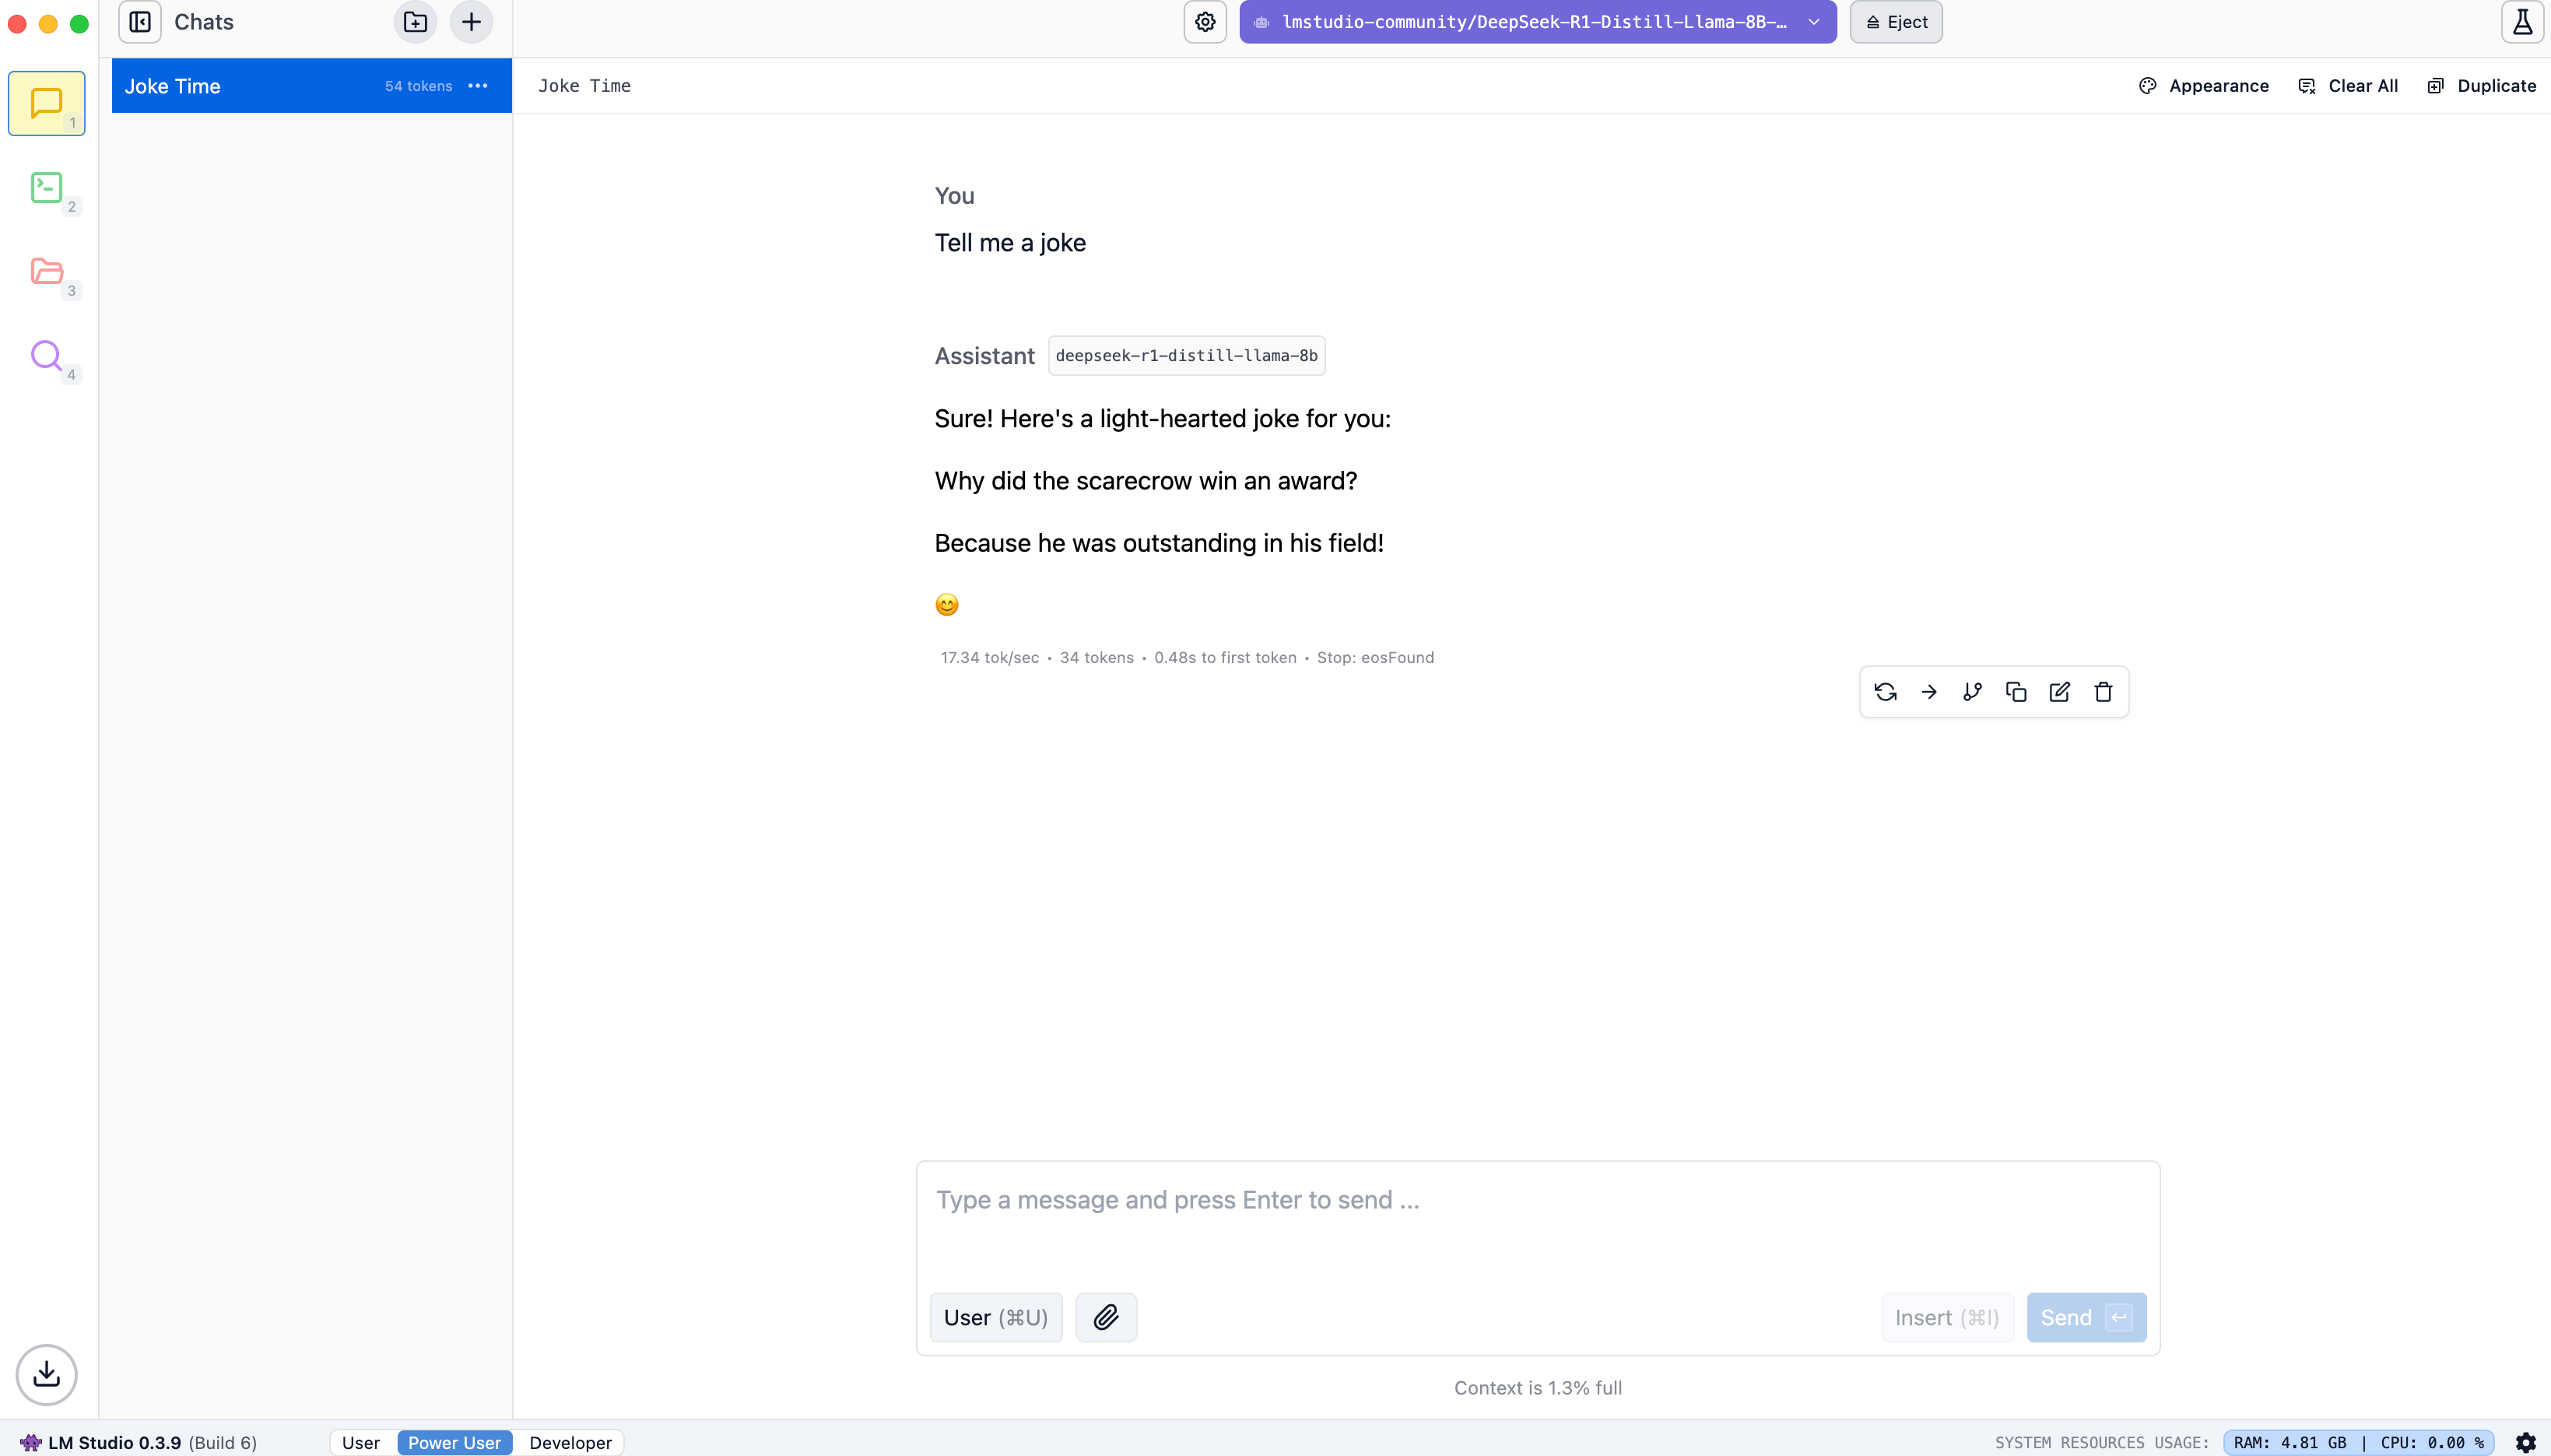 Chats
lmstudio-community/DeepSeek-R1-Distill-Llama-8B-…
Eject
Joke Time 54 tokens
Joke Time
Appearance Clear All Duplicate
1
2
3
4
You
Tell me a joke
Assistant deepseek-r1-distill-llama-8b
Sure! Here's a light-hearted joke for you:
Why did the scarecrow win an award?
Because he was outstanding in his field!
😊
17.34 tok/sec • 34 tokens • 0.48s to first token • Stop: eosFound
Type a message and press Enter to send ...
User (⌘U)
Insert (⌘I) Send
Context is 1.3% full
LM Studio 0.3.9 (Build 6) User Power User Developer
SYSTEM RESOURCES USAGE: RAM: 4.81 GB | CPU: 0.00 %